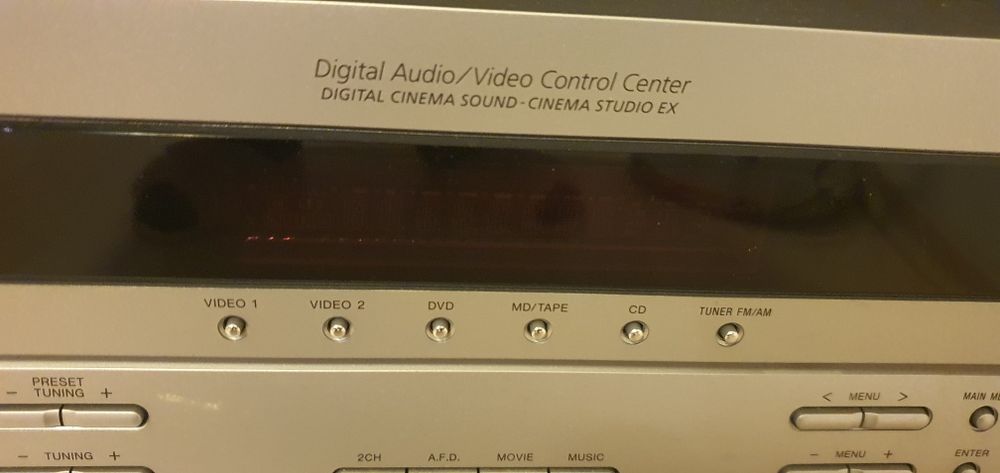 Digital Audio/Video Control Center
DIGITAL CINEMA SOUND-CINEMA STUDIO EX
VIDEO 1 VIDEO 2 DVD MD/TAPE CD TUNER FM/AM
PRESET
− TUNING +
< MENU >
MAIN
− TUNING +
2CH A.F.D. MOVIE MUSIC
− MENU +
ENTER